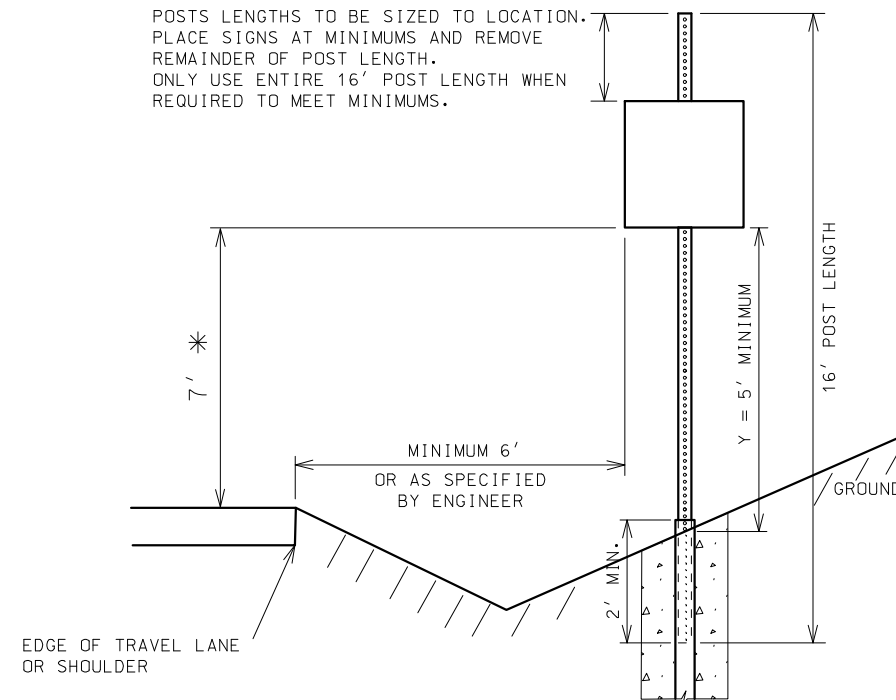 POSTS LENGTHS TO BE SIZED TO LOCATION.
PLACE SIGNS AT MINIMUMS AND REMOVE
REMAINDER OF POST LENGTH.
ONLY USE ENTIRE 16' POST LENGTH WHEN
REQUIRED TO MEET MINIMUMS.
7' *
MINIMUM 6'
OR AS SPECIFIED
BY ENGINEER
Y = 5' MINIMUM
16' POST LENGTH
GROUND
2' MIN.
EDGE OF TRAVEL LANE
OR SHOULDER